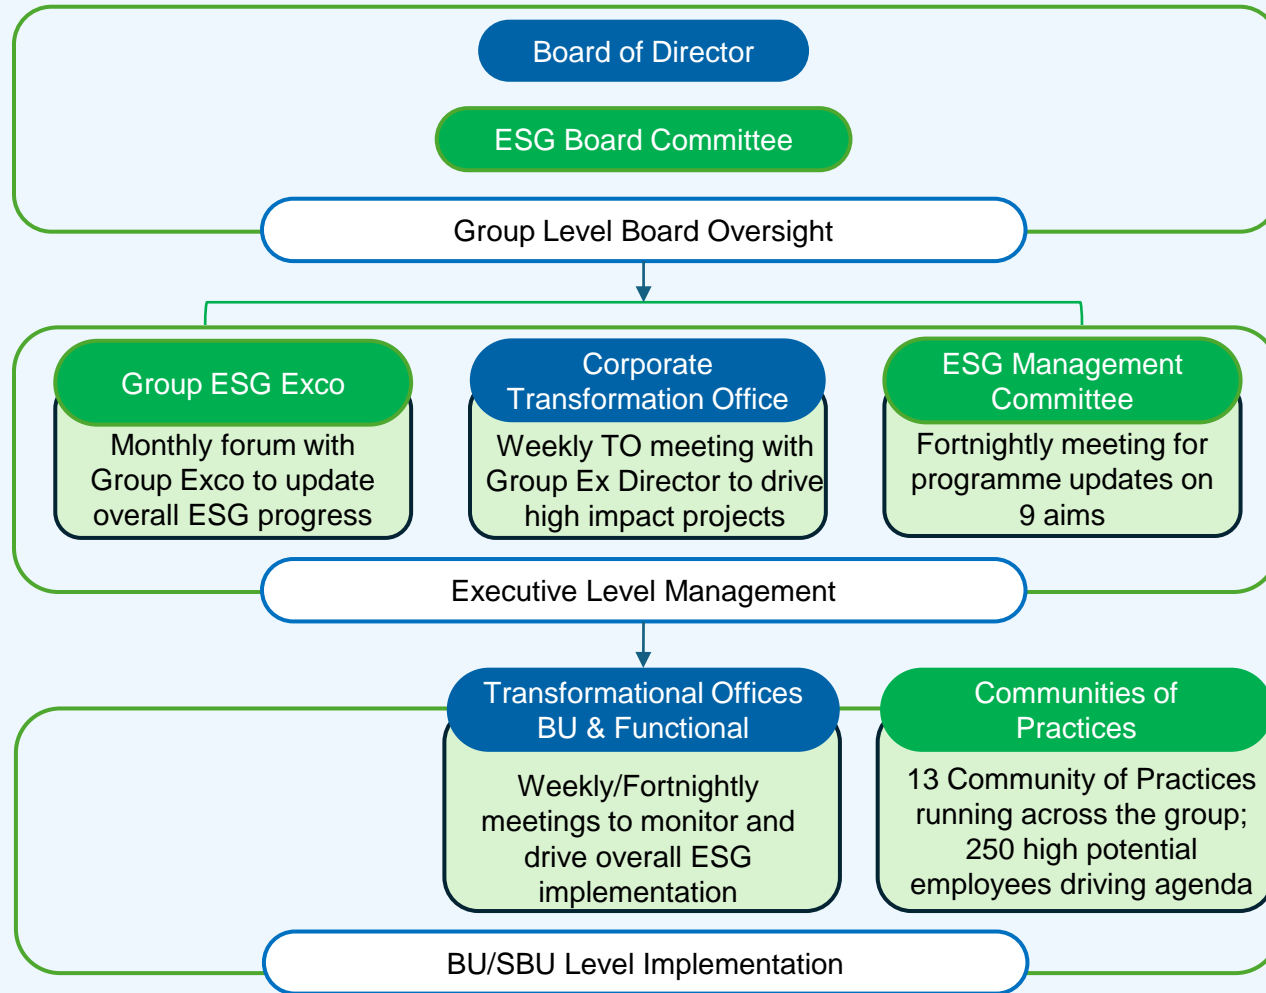 Board of Director
ESG Board Committee
Group Level Board Oversight
Group ESG Exco
Monthly forum with
Group Exco to update
overall ESG progress
Corporate
Transformation Office
Weekly TO meeting with
Group Ex Director to drive
high impact projects
ESG Management
Committee
Fortnightly meeting for
programme updates on
9 aims
Executive Level Management
Transformational Offices
BU & Functional
Weekly/Fortnightly
meetings to monitor and
drive overall ESG
implementation
Communities of
Practices
13 Community of Practices
running across the group;
250 high potential
employees driving agenda
BU/SBU Level Implementation